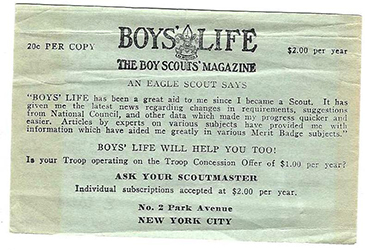 20c PER COPY
BOYS' LIFE
$2.00 per year
THE BOY SCOUTS' MAGAZINE
AN EAGLE SCOUT SAYS
"BOYS' LIFE has been a great aid to me since I became a Scout. It has
given me the latest news regarding changes in requirements, suggestions
from National Council, and other data which made my progress quicker and
easier. Articles by experts on various subjects have provided me with
information which have aided me greatly in various Merit Badge subjects."
BOYS' LIFE WILL HELP YOU TOO!
Is your Troop operating on the Troop Concession Offer of $1.00 per year?
ASK YOUR SCOUTMASTER
Individual subscriptions accepted at $2.00 per year.
No. 2 Park Avenue
NEW YORK CITY